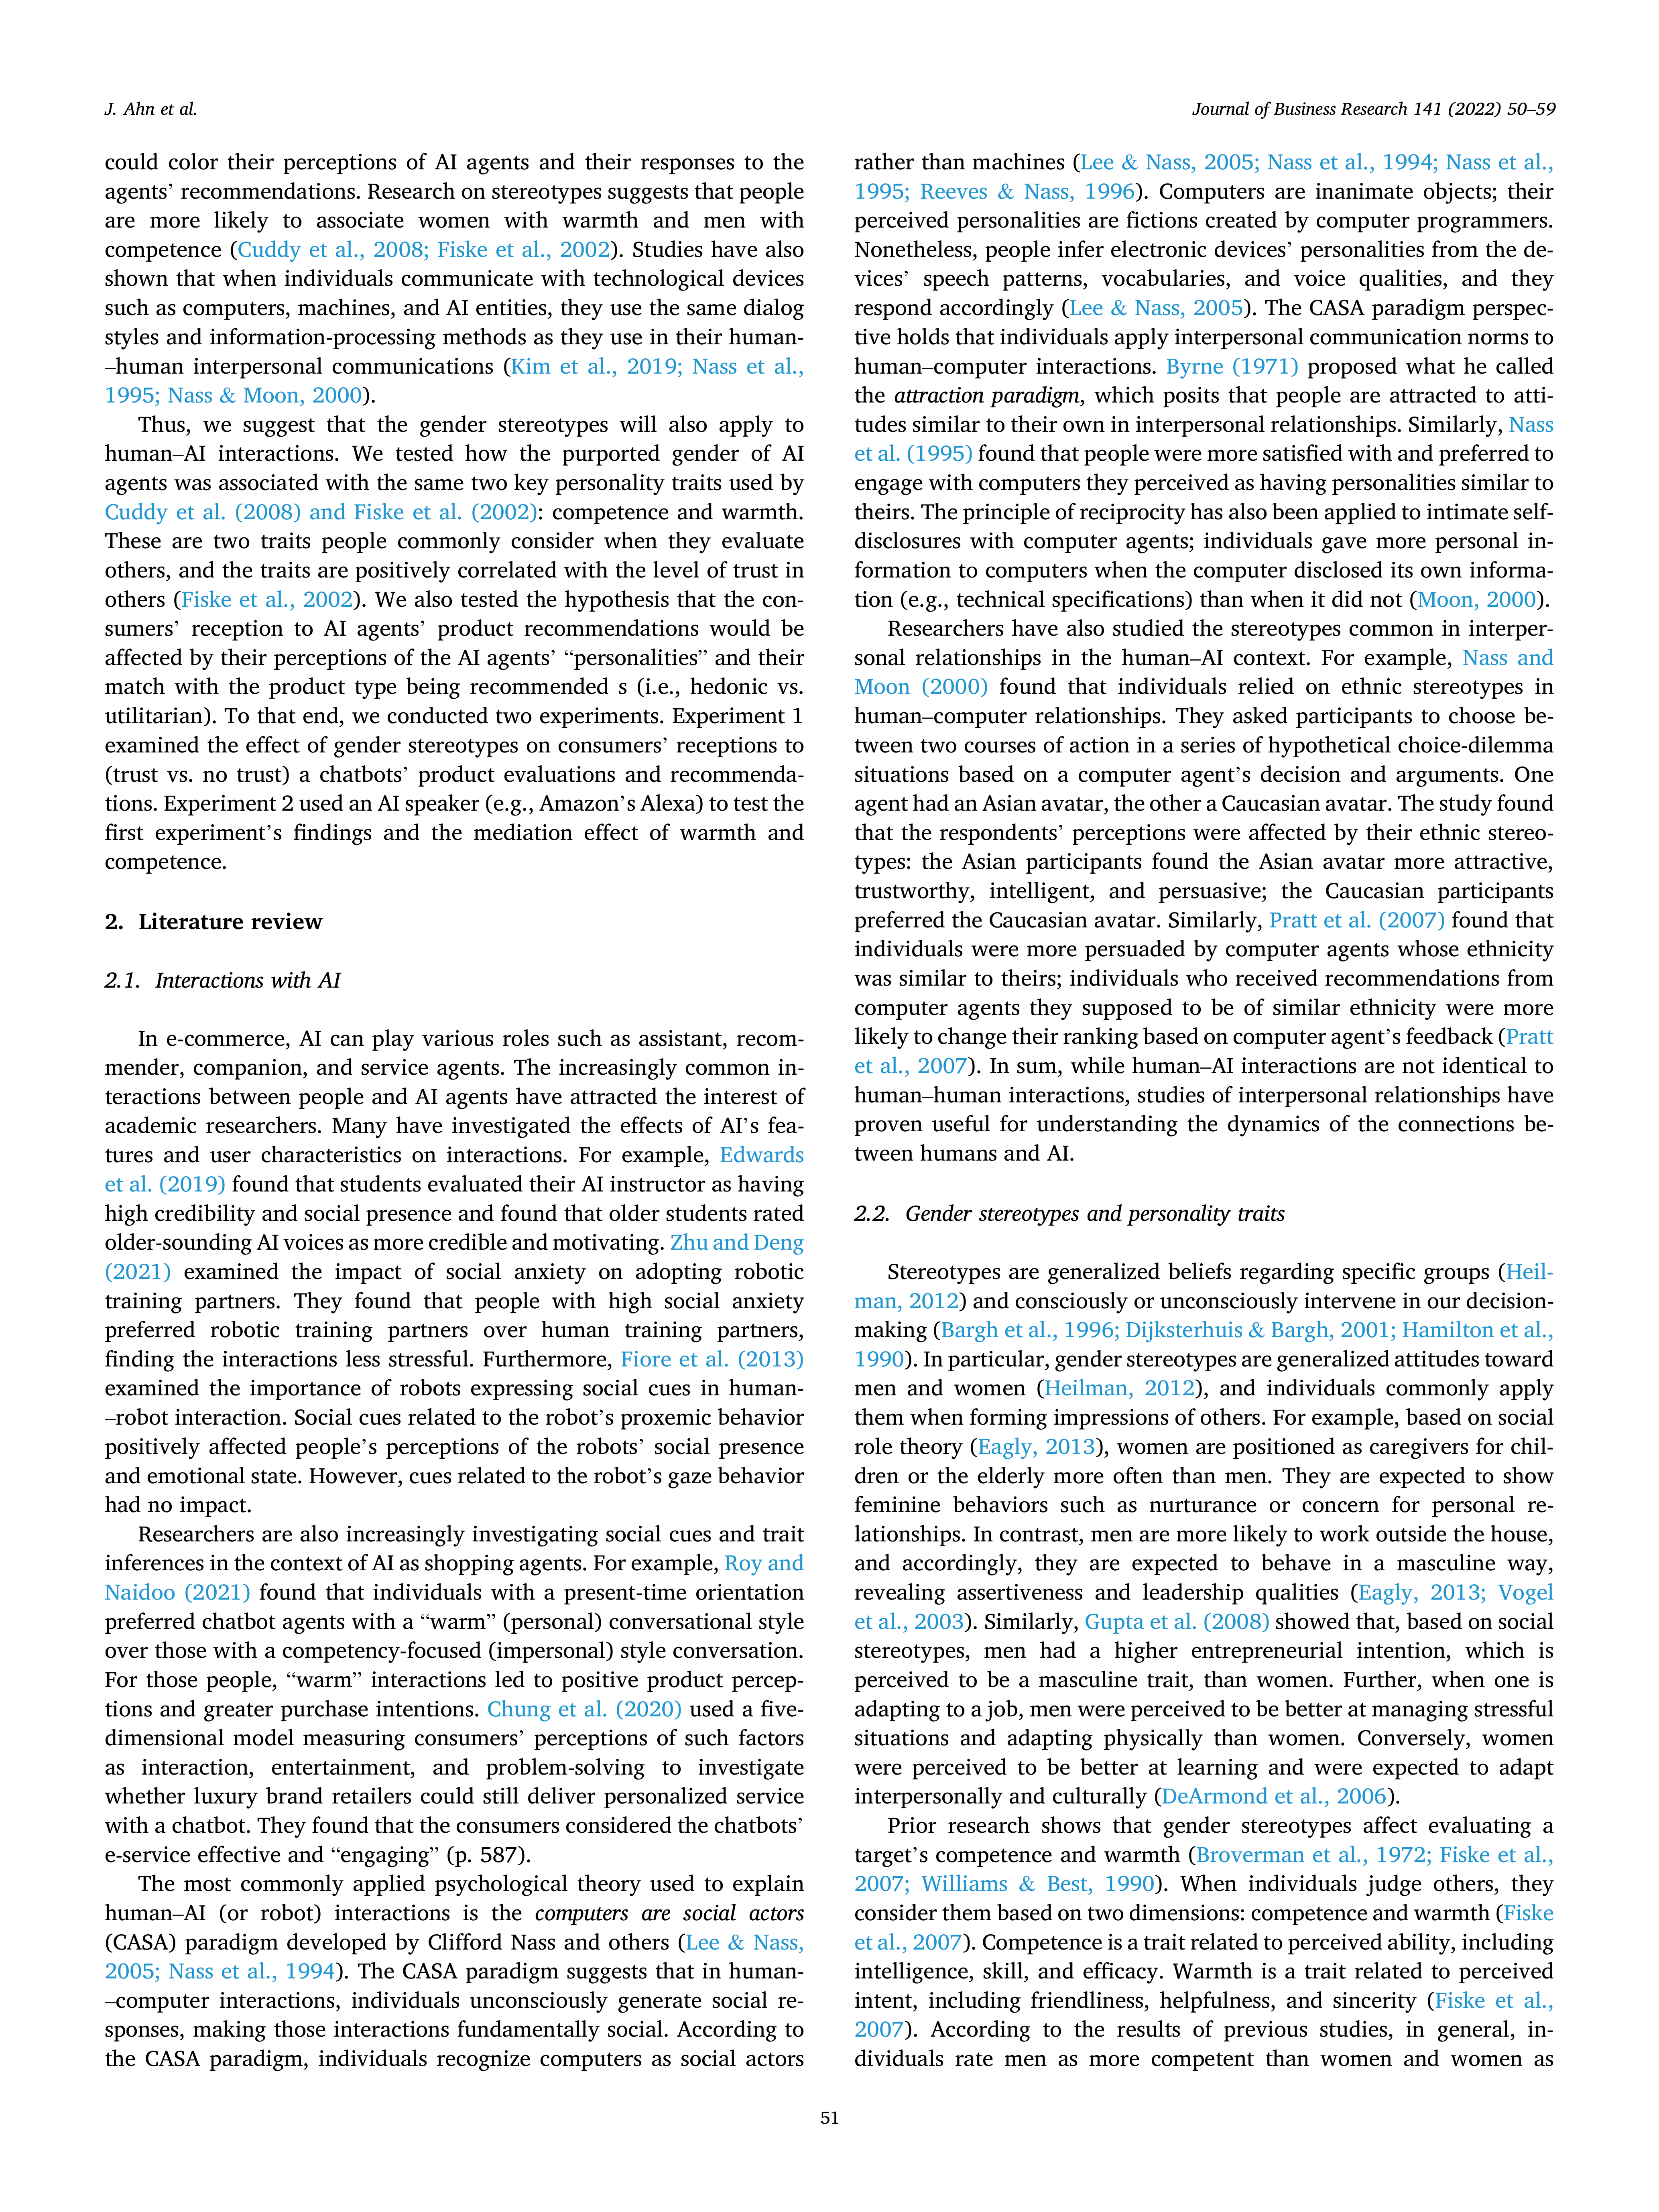 J. Ahn et al.
Journal of Business Research 141 (2022) 50–59
could color their perceptions of AI agents and their responses to the
agents’ recommendations. Research on stereotypes suggests that people
are more likely to associate women with warmth and men with
competence (Cuddy et al., 2008; Fiske et al., 2002). Studies have also
shown that when individuals communicate with technological devices
such as computers, machines, and AI entities, they use the same dialog
styles and information-processing methods as they use in their human-
–human interpersonal communications (Kim et al., 2019; Nass et al.,
1995; Nass & Moon, 2000).
Thus, we suggest that the gender stereotypes will also apply to
human–AI interactions. We tested how the purported gender of AI
agents was associated with the same two key personality traits used by
Cuddy et al. (2008) and Fiske et al. (2002): competence and warmth.
These are two traits people commonly consider when they evaluate
others, and the traits are positively correlated with the level of trust in
others (Fiske et al., 2002). We also tested the hypothesis that the con-
sumers’ reception to AI agents’ product recommendations would be
affected by their perceptions of the AI agents’ “personalities” and their
match with the product type being recommended s (i.e., hedonic vs.
utilitarian). To that end, we conducted two experiments. Experiment 1
examined the effect of gender stereotypes on consumers’ receptions to
(trust vs. no trust) a chatbots’ product evaluations and recommenda-
tions. Experiment 2 used an AI speaker (e.g., Amazon’s Alexa) to test the
first experiment’s findings and the mediation effect of warmth and
competence.
2. Literature review
2.1. Interactions with AI
In e-commerce, AI can play various roles such as assistant, recom-
mender, companion, and service agents. The increasingly common in-
teractions between people and AI agents have attracted the interest of
academic researchers. Many have investigated the effects of AI’s fea-
tures and user characteristics on interactions. For example, Edwards
et al. (2019) found that students evaluated their AI instructor as having
high credibility and social presence and found that older students rated
older-sounding AI voices as more credible and motivating. Zhu and Deng
(2021) examined the impact of social anxiety on adopting robotic
training partners. They found that people with high social anxiety
preferred robotic training partners over human training partners,
finding the interactions less stressful. Furthermore, Fiore et al. (2013)
examined the importance of robots expressing social cues in human-
–robot interaction. Social cues related to the robot’s proxemic behavior
positively affected people’s perceptions of the robots’ social presence
and emotional state. However, cues related to the robot’s gaze behavior
had no impact.
Researchers are also increasingly investigating social cues and trait
inferences in the context of AI as shopping agents. For example, Roy and
Naidoo (2021) found that individuals with a present-time orientation
preferred chatbot agents with a “warm” (personal) conversational style
over those with a competency-focused (impersonal) style conversation.
For those people, “warm” interactions led to positive product percep-
tions and greater purchase intentions. Chung et al. (2020) used a five-
dimensional model measuring consumers’ perceptions of such factors
as interaction, entertainment, and problem-solving to investigate
whether luxury brand retailers could still deliver personalized service
with a chatbot. They found that the consumers considered the chatbots’
e-service effective and “engaging” (p. 587).
The most commonly applied psychological theory used to explain
human–AI (or robot) interactions is the computers are social actors
(CASA) paradigm developed by Clifford Nass and others (Lee & Nass,
2005; Nass et al., 1994). The CASA paradigm suggests that in human-
–computer interactions, individuals unconsciously generate social re-
sponses, making those interactions fundamentally social. According to
the CASA paradigm, individuals recognize computers as social actors
rather than machines (Lee & Nass, 2005; Nass et al., 1994; Nass et al.,
1995; Reeves & Nass, 1996). Computers are inanimate objects; their
perceived personalities are fictions created by computer programmers.
Nonetheless, people infer electronic devices’ personalities from the de-
vices’ speech patterns, vocabularies, and voice qualities, and they
respond accordingly (Lee & Nass, 2005). The CASA paradigm perspec-
tive holds that individuals apply interpersonal communication norms to
human–computer interactions. Byrne (1971) proposed what he called
the attraction paradigm, which posits that people are attracted to atti-
tudes similar to their own in interpersonal relationships. Similarly, Nass
et al. (1995) found that people were more satisfied with and preferred to
engage with computers they perceived as having personalities similar to
theirs. The principle of reciprocity has also been applied to intimate self-
disclosures with computer agents; individuals gave more personal in-
formation to computers when the computer disclosed its own informa-
tion (e.g., technical specifications) than when it did not (Moon, 2000).
Researchers have also studied the stereotypes common in interper-
sonal relationships in the human–AI context. For example, Nass and
Moon (2000) found that individuals relied on ethnic stereotypes in
human–computer relationships. They asked participants to choose be-
tween two courses of action in a series of hypothetical choice-dilemma
situations based on a computer agent’s decision and arguments. One
agent had an Asian avatar, the other a Caucasian avatar. The study found
that the respondents’ perceptions were affected by their ethnic stereo-
types: the Asian participants found the Asian avatar more attractive,
trustworthy, intelligent, and persuasive; the Caucasian participants
preferred the Caucasian avatar. Similarly, Pratt et al. (2007) found that
individuals were more persuaded by computer agents whose ethnicity
was similar to theirs; individuals who received recommendations from
computer agents they supposed to be of similar ethnicity were more
likely to change their ranking based on computer agent’s feedback (Pratt
et al., 2007). In sum, while human–AI interactions are not identical to
human–human interactions, studies of interpersonal relationships have
proven useful for understanding the dynamics of the connections be-
tween humans and AI.
2.2. Gender stereotypes and personality traits
Stereotypes are generalized beliefs regarding specific groups (Heil-
man, 2012) and consciously or unconsciously intervene in our decision-
making (Bargh et al., 1996; Dijksterhuis & Bargh, 2001; Hamilton et al.,
1990). In particular, gender stereotypes are generalized attitudes toward
men and women (Heilman, 2012), and individuals commonly apply
them when forming impressions of others. For example, based on social
role theory (Eagly, 2013), women are positioned as caregivers for chil-
dren or the elderly more often than men. They are expected to show
feminine behaviors such as nurturance or concern for personal re-
lationships. In contrast, men are more likely to work outside the house,
and accordingly, they are expected to behave in a masculine way,
revealing assertiveness and leadership qualities (Eagly, 2013; Vogel
et al., 2003). Similarly, Gupta et al. (2008) showed that, based on social
stereotypes, men had a higher entrepreneurial intention, which is
perceived to be a masculine trait, than women. Further, when one is
adapting to a job, men were perceived to be better at managing stressful
situations and adapting physically than women. Conversely, women
were perceived to be better at learning and were expected to adapt
interpersonally and culturally (DeArmond et al., 2006).
Prior research shows that gender stereotypes affect evaluating a
target’s competence and warmth (Broverman et al., 1972; Fiske et al.,
2007; Williams & Best, 1990). When individuals judge others, they
consider them based on two dimensions: competence and warmth (Fiske
et al., 2007). Competence is a trait related to perceived ability, including
intelligence, skill, and efficacy. Warmth is a trait related to perceived
intent, including friendliness, helpfulness, and sincerity (Fiske et al.,
2007). According to the results of previous studies, in general, in-
dividuals rate men as more competent than women and women as
51